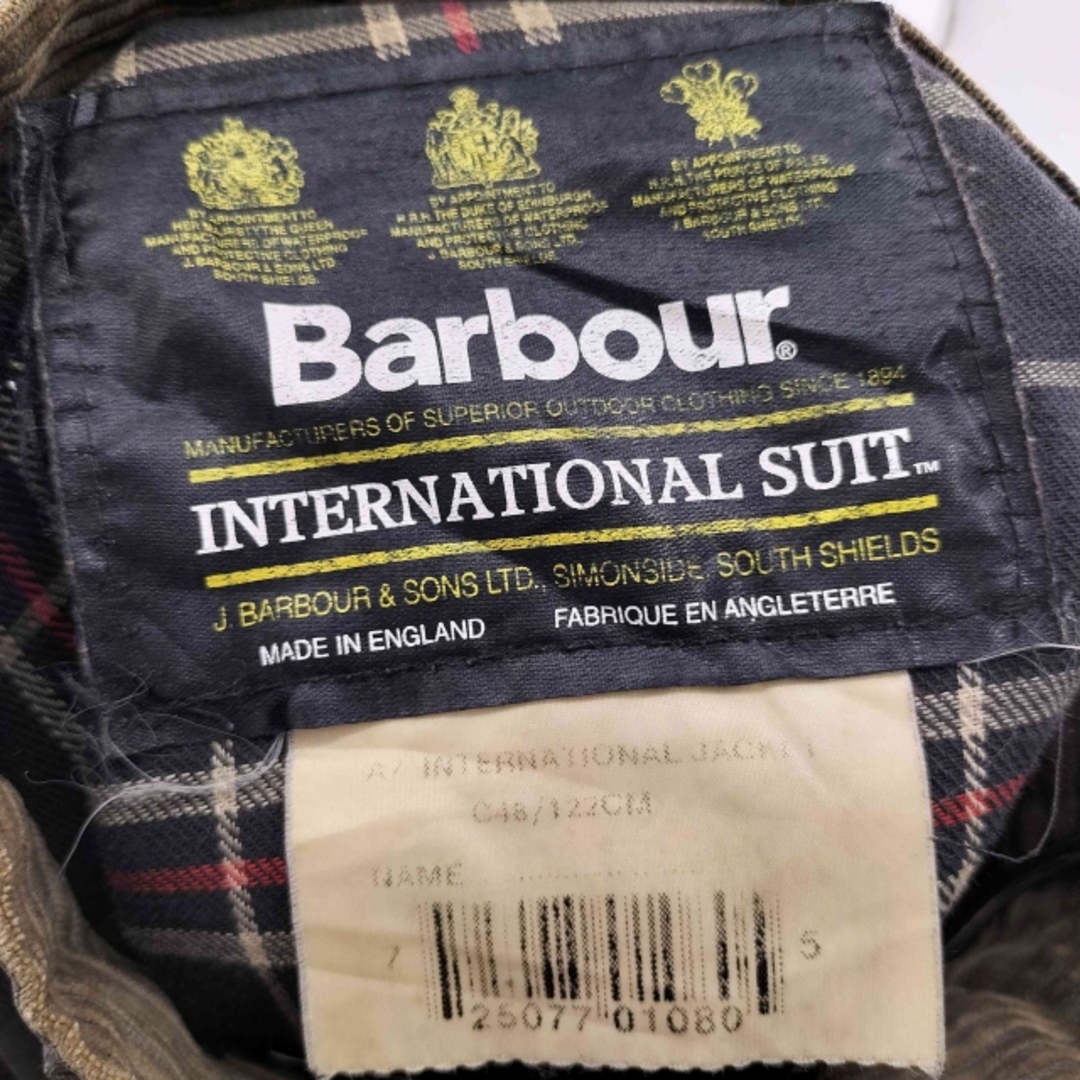 BY APPOINTMENT TO
HER MAJESTY THE QUEEN
MANUFACTURERS OF WATERPROOF
AND PROTECTIVE CLOTHING
J. BARBOUR & SONS LTD
SOUTH SHIELDS.
BY APPOINTMENT TO
H.R.H. THE DUKE OF EDINBURGH
MANUFACTURERS OF WATERPROOF
AND PROTECTIVE CLOTHING
J. BARBOUR & SONS LTD.
SOUTH SHIELDS.
BY APPOINTMENT TO
H.R.H. THE PRINCE OF WALES
MANUFACTURERS OF WATERPROOF
AND PROTECTIVE CLOTHING
J. BARBOUR & SONS LTD
SOUTH SHIELDS
Barbour®
MANUFACTURERS OF SUPERIOR OUTDOOR CLOTHING SINCE 1894
INTERNATIONAL SUIT™
J. BARBOUR & SONS LTD., SIMONSIDE, SOUTH SHIELDS
MADE IN ENGLAND FABRIQUE EN ANGLETERRE
A7 INTERNATIONAL JACKET
C48/122CM
NAME
7 25077 01080 5